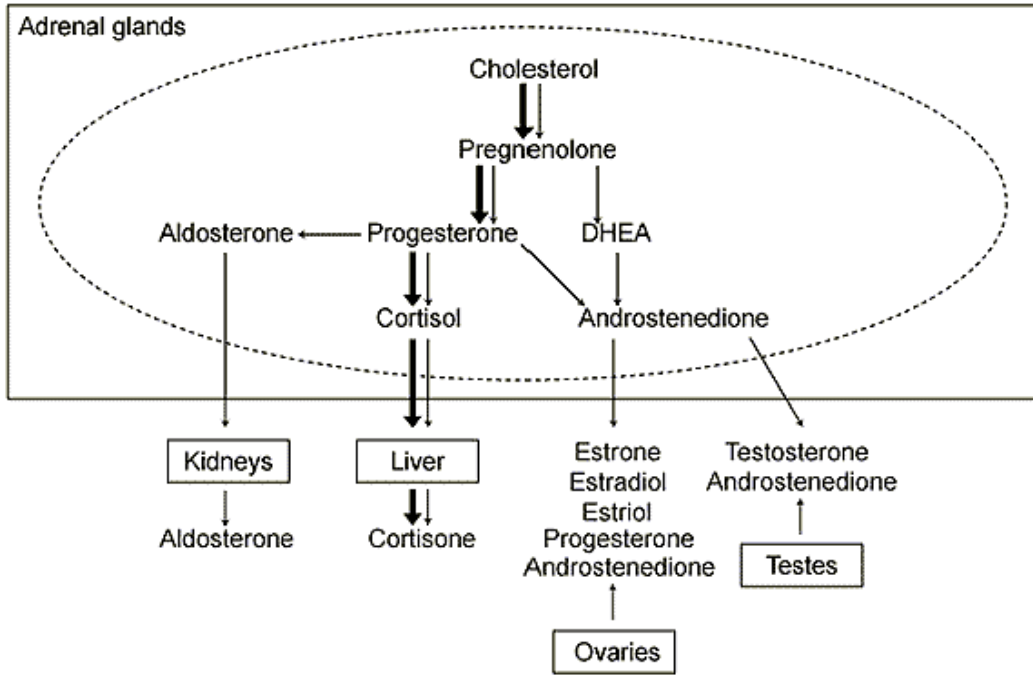 Adrenal glands
Cholesterol
Pregnenolone
Aldosterone
Progesterone
DHEA
Cortisol
Androstenedione
Kidneys
Liver
Aldosterone
Cortisone
Estrone
Estradiol
Estriol
Progesterone
Androstenedione
Ovaries
Testosterone
Androstenedione
Testes